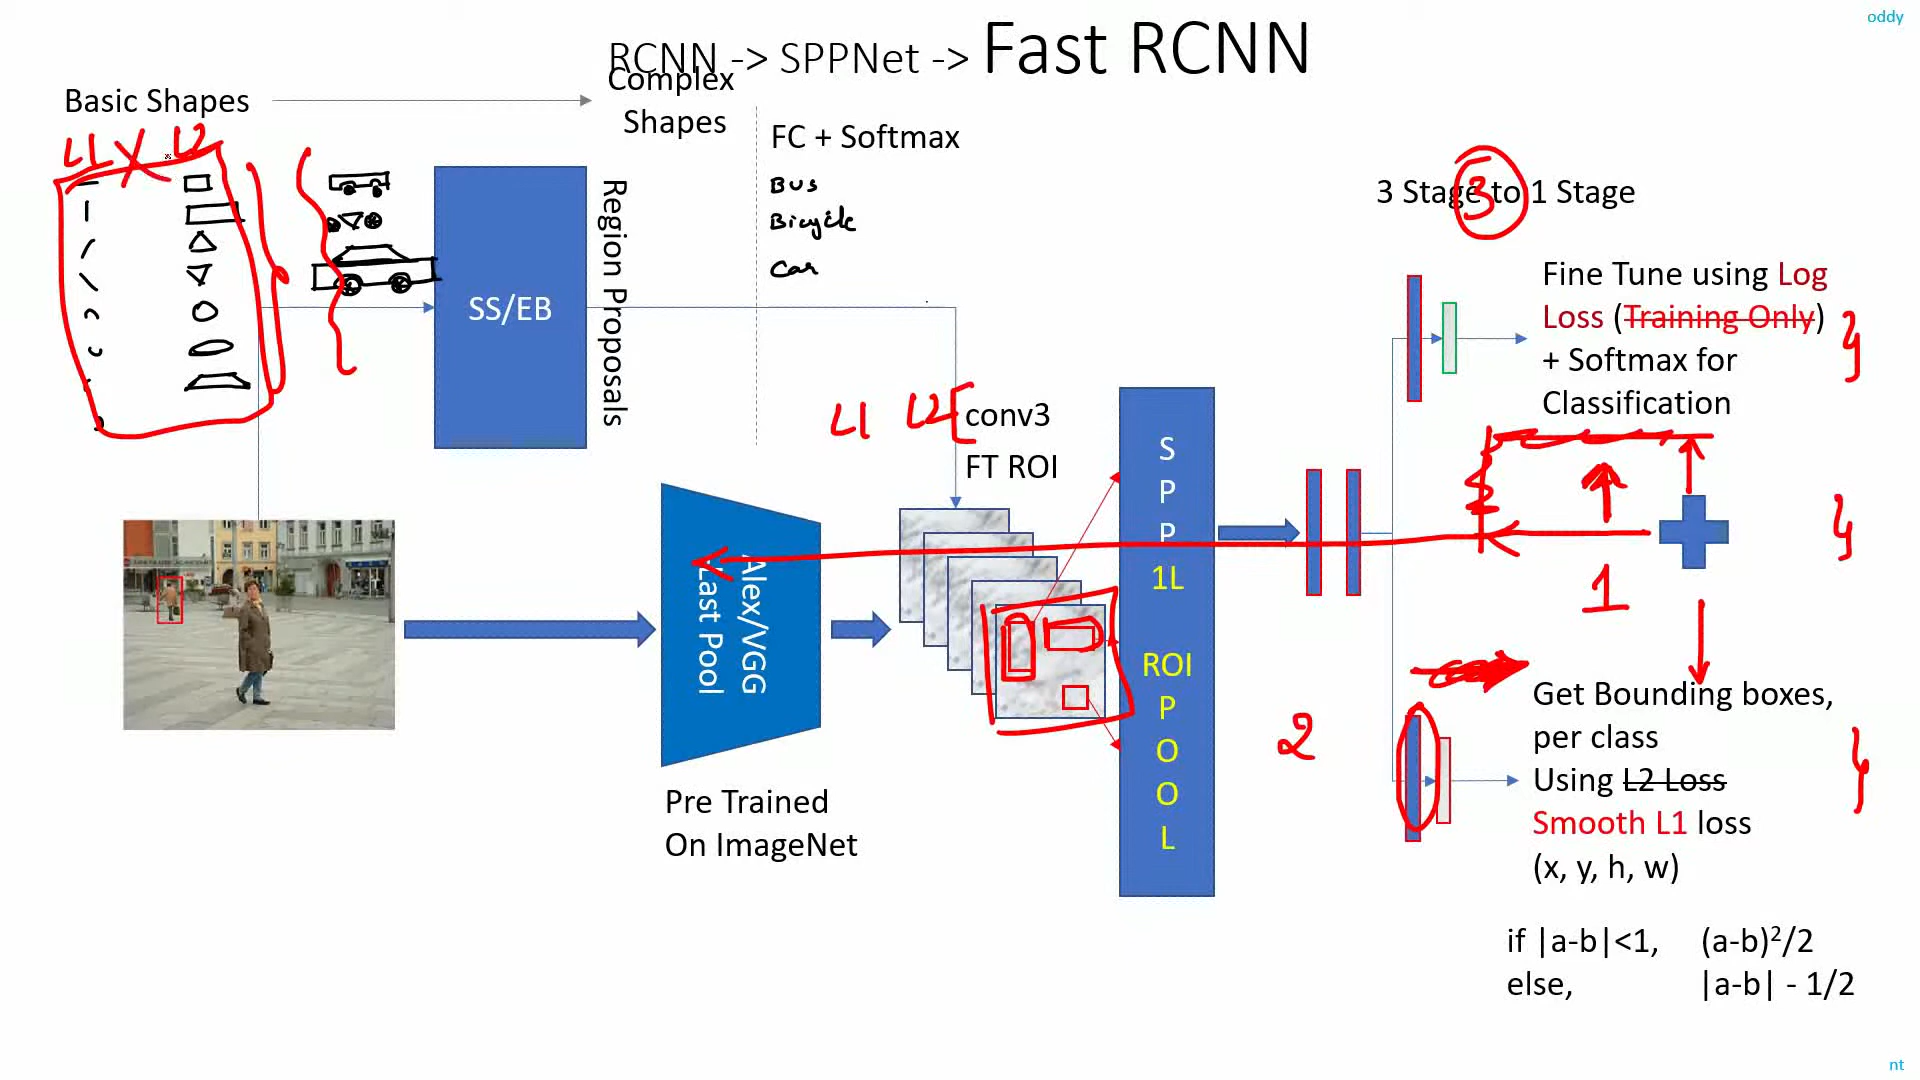 oddy
RCNN -> SPPNet -> Fast RCNN
Basic Shapes
Complex
Shapes
L1 X L2
FC + Softmax
Bus
Bicycle
Car
SS/EB
Region Proposals
3 Stage to 1 Stage
3
Fine Tune using Log
Loss (Training Only)
+ Softmax for
Classification
L1 L2
conv3
FT ROI
Alex/VGG
Last Pool
Pre Trained
On ImageNet
S
P
P
1L
ROI
P
O
O
L
1
2
Get Bounding boxes,
per class
Using L2 Loss
Smooth L1 loss
(x, y, h, w)
if |a-b|<1, (a-b)²/2
else, |a-b| - 1/2
nt